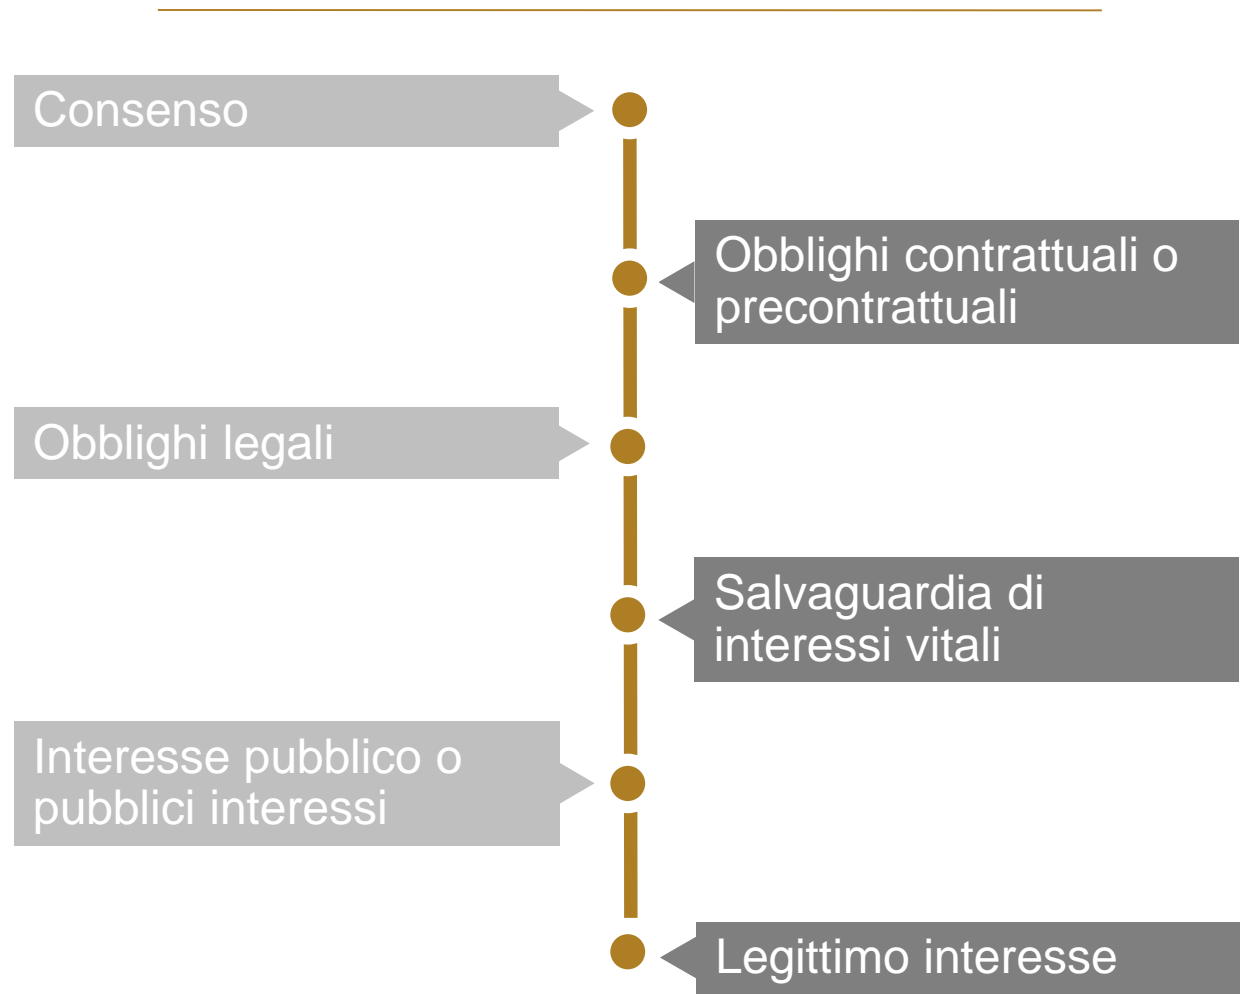 Consenso
Obblighi contrattuali o
precontrattuali
Obblighi legali
Salvaguardia di
interessi vitali
Interesse pubblico o
pubblici interessi
Legittimo interesse